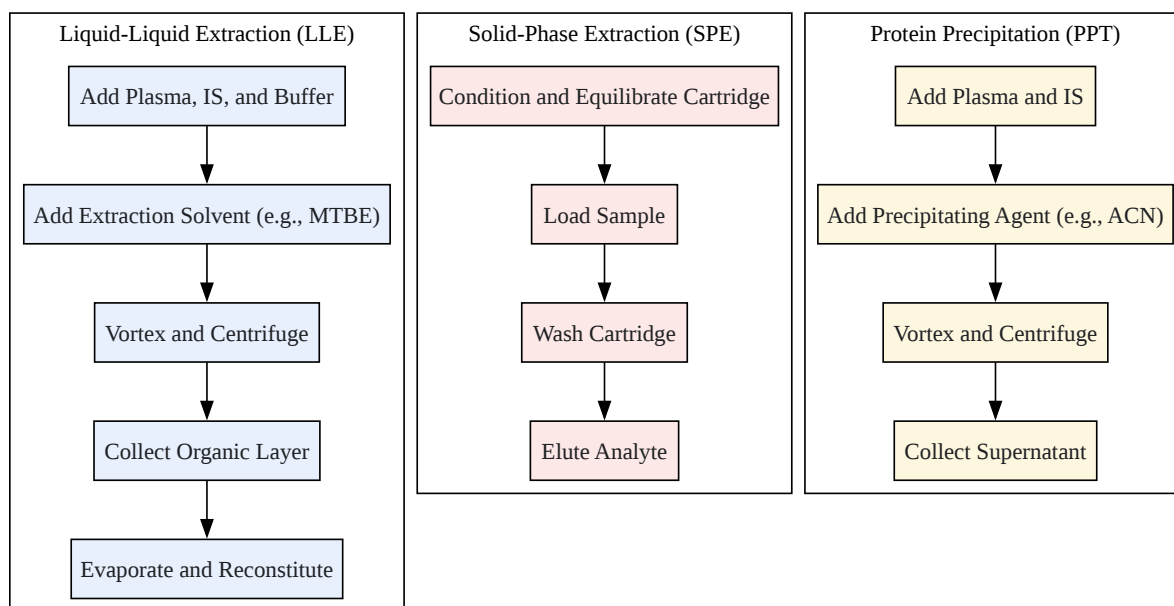 Liquid-Liquid Extraction (LLE)
Add Plasma, IS, and Buffer
Add Extraction Solvent (e.g., MTBE)
Vortex and Centrifuge
Collect Organic Layer
Evaporate and Reconstitute
Solid-Phase Extraction (SPE)
Condition and Equilibrate Cartridge
Load Sample
Wash Cartridge
Elute Analyte
Protein Precipitation (PPT)
Add Plasma and IS
Add Precipitating Agent (e.g., ACN)
Vortex and Centrifuge
Collect Supernatant